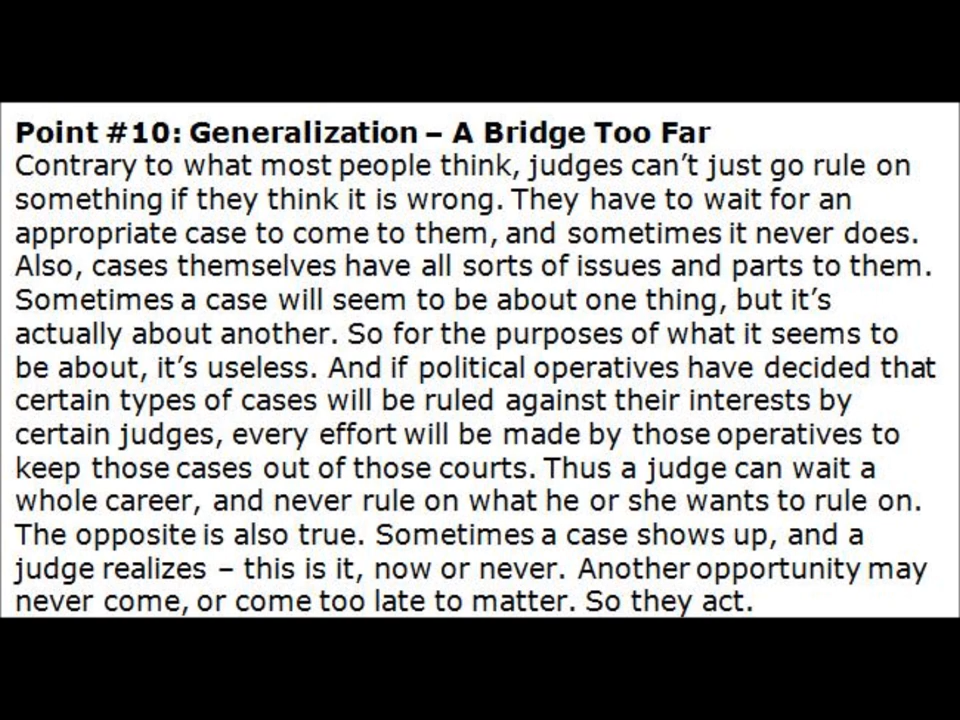 Point #10: Generalization – A Bridge Too Far
Contrary to what most people think, judges can’t just go rule on
something if they think it is wrong. They have to wait for an
appropriate case to come to them, and sometimes it never does.
Also, cases themselves have all sorts of issues and parts to them.
Sometimes a case will seem to be about one thing, but it’s
actually about another. So for the purposes of what it seems to
be about, it’s useless. And if political operatives have decided that
certain types of cases will be ruled against their interests by
certain judges, every effort will be made by those operatives to
keep those cases out of those courts. Thus a judge can wait a
whole career, and never rule on what he or she wants to rule on.
The opposite is also true. Sometimes a case shows up, and a
judge realizes – this is it, now or never. Another opportunity may
never come, or come too late to matter. So they act.